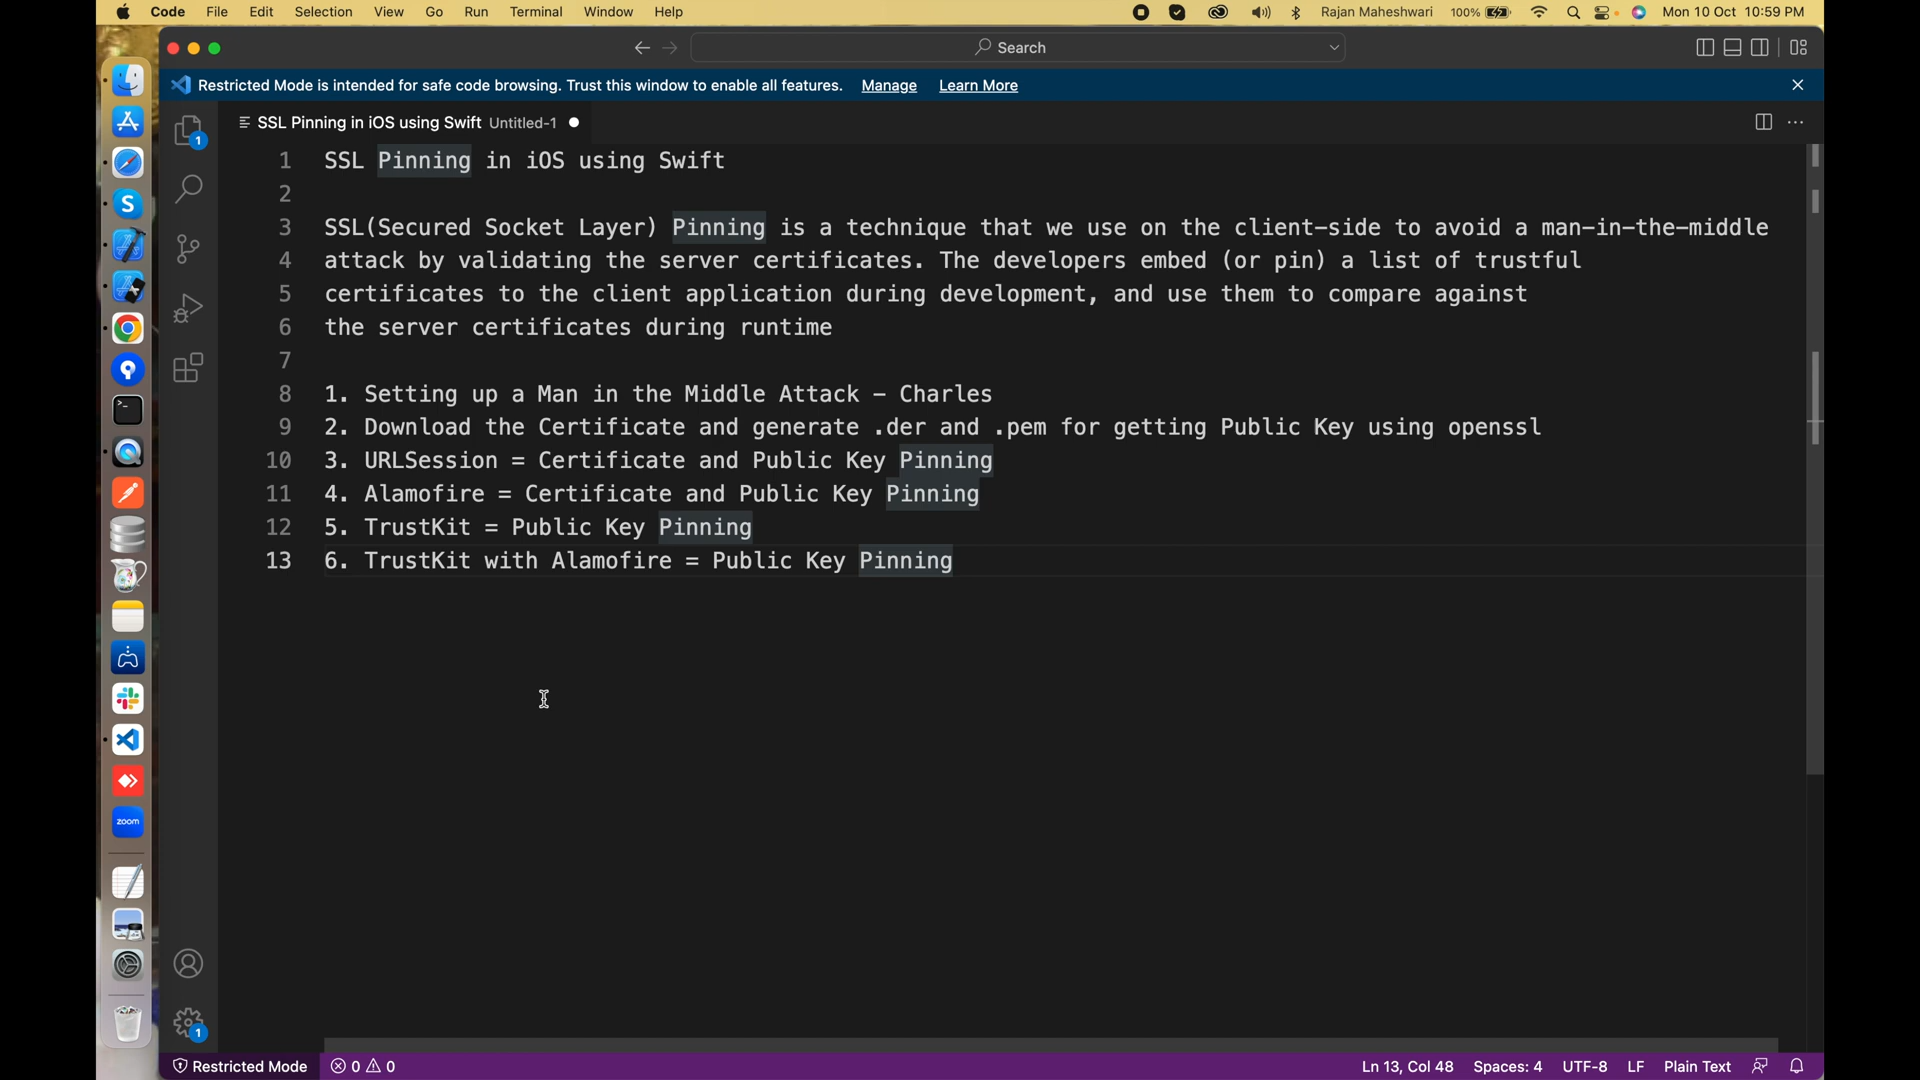 Code File Edit Selection View Go Run Terminal Window Help Rajan Maheshwari 100% Mon 10 Oct 10:59 PM
Search
Restricted Mode is intended for safe code browsing. Trust this window to enable all features. Manage Learn More
SSL Pinning in iOS using Swift Untitled-1
1
1 SSL Pinning in iOS using Swift
2
3 SSL(Secured Socket Layer) Pinning is a technique that we use on the client-side to avoid a man-in-the-middle
4 attack by validating the server certificates. The developers embed (or pin) a list of trustful
5 certificates to the client application during development, and use them to compare against
6 the server certificates during runtime
7
8 1. Setting up a Man in the Middle Attack - Charles
9 2. Download the Certificate and generate .der and .pem for getting Public Key using openssl
10 3. URLSession = Certificate and Public Key Pinning
11 4. Alamofire = Certificate and Public Key Pinning
12 5. TrustKit = Public Key Pinning
13 6. TrustKit with Alamofire = Public Key Pinning
zoom
1
Restricted Mode 0 0 Ln 13, Col 48 Spaces: 4 UTF-8 LF Plain Text